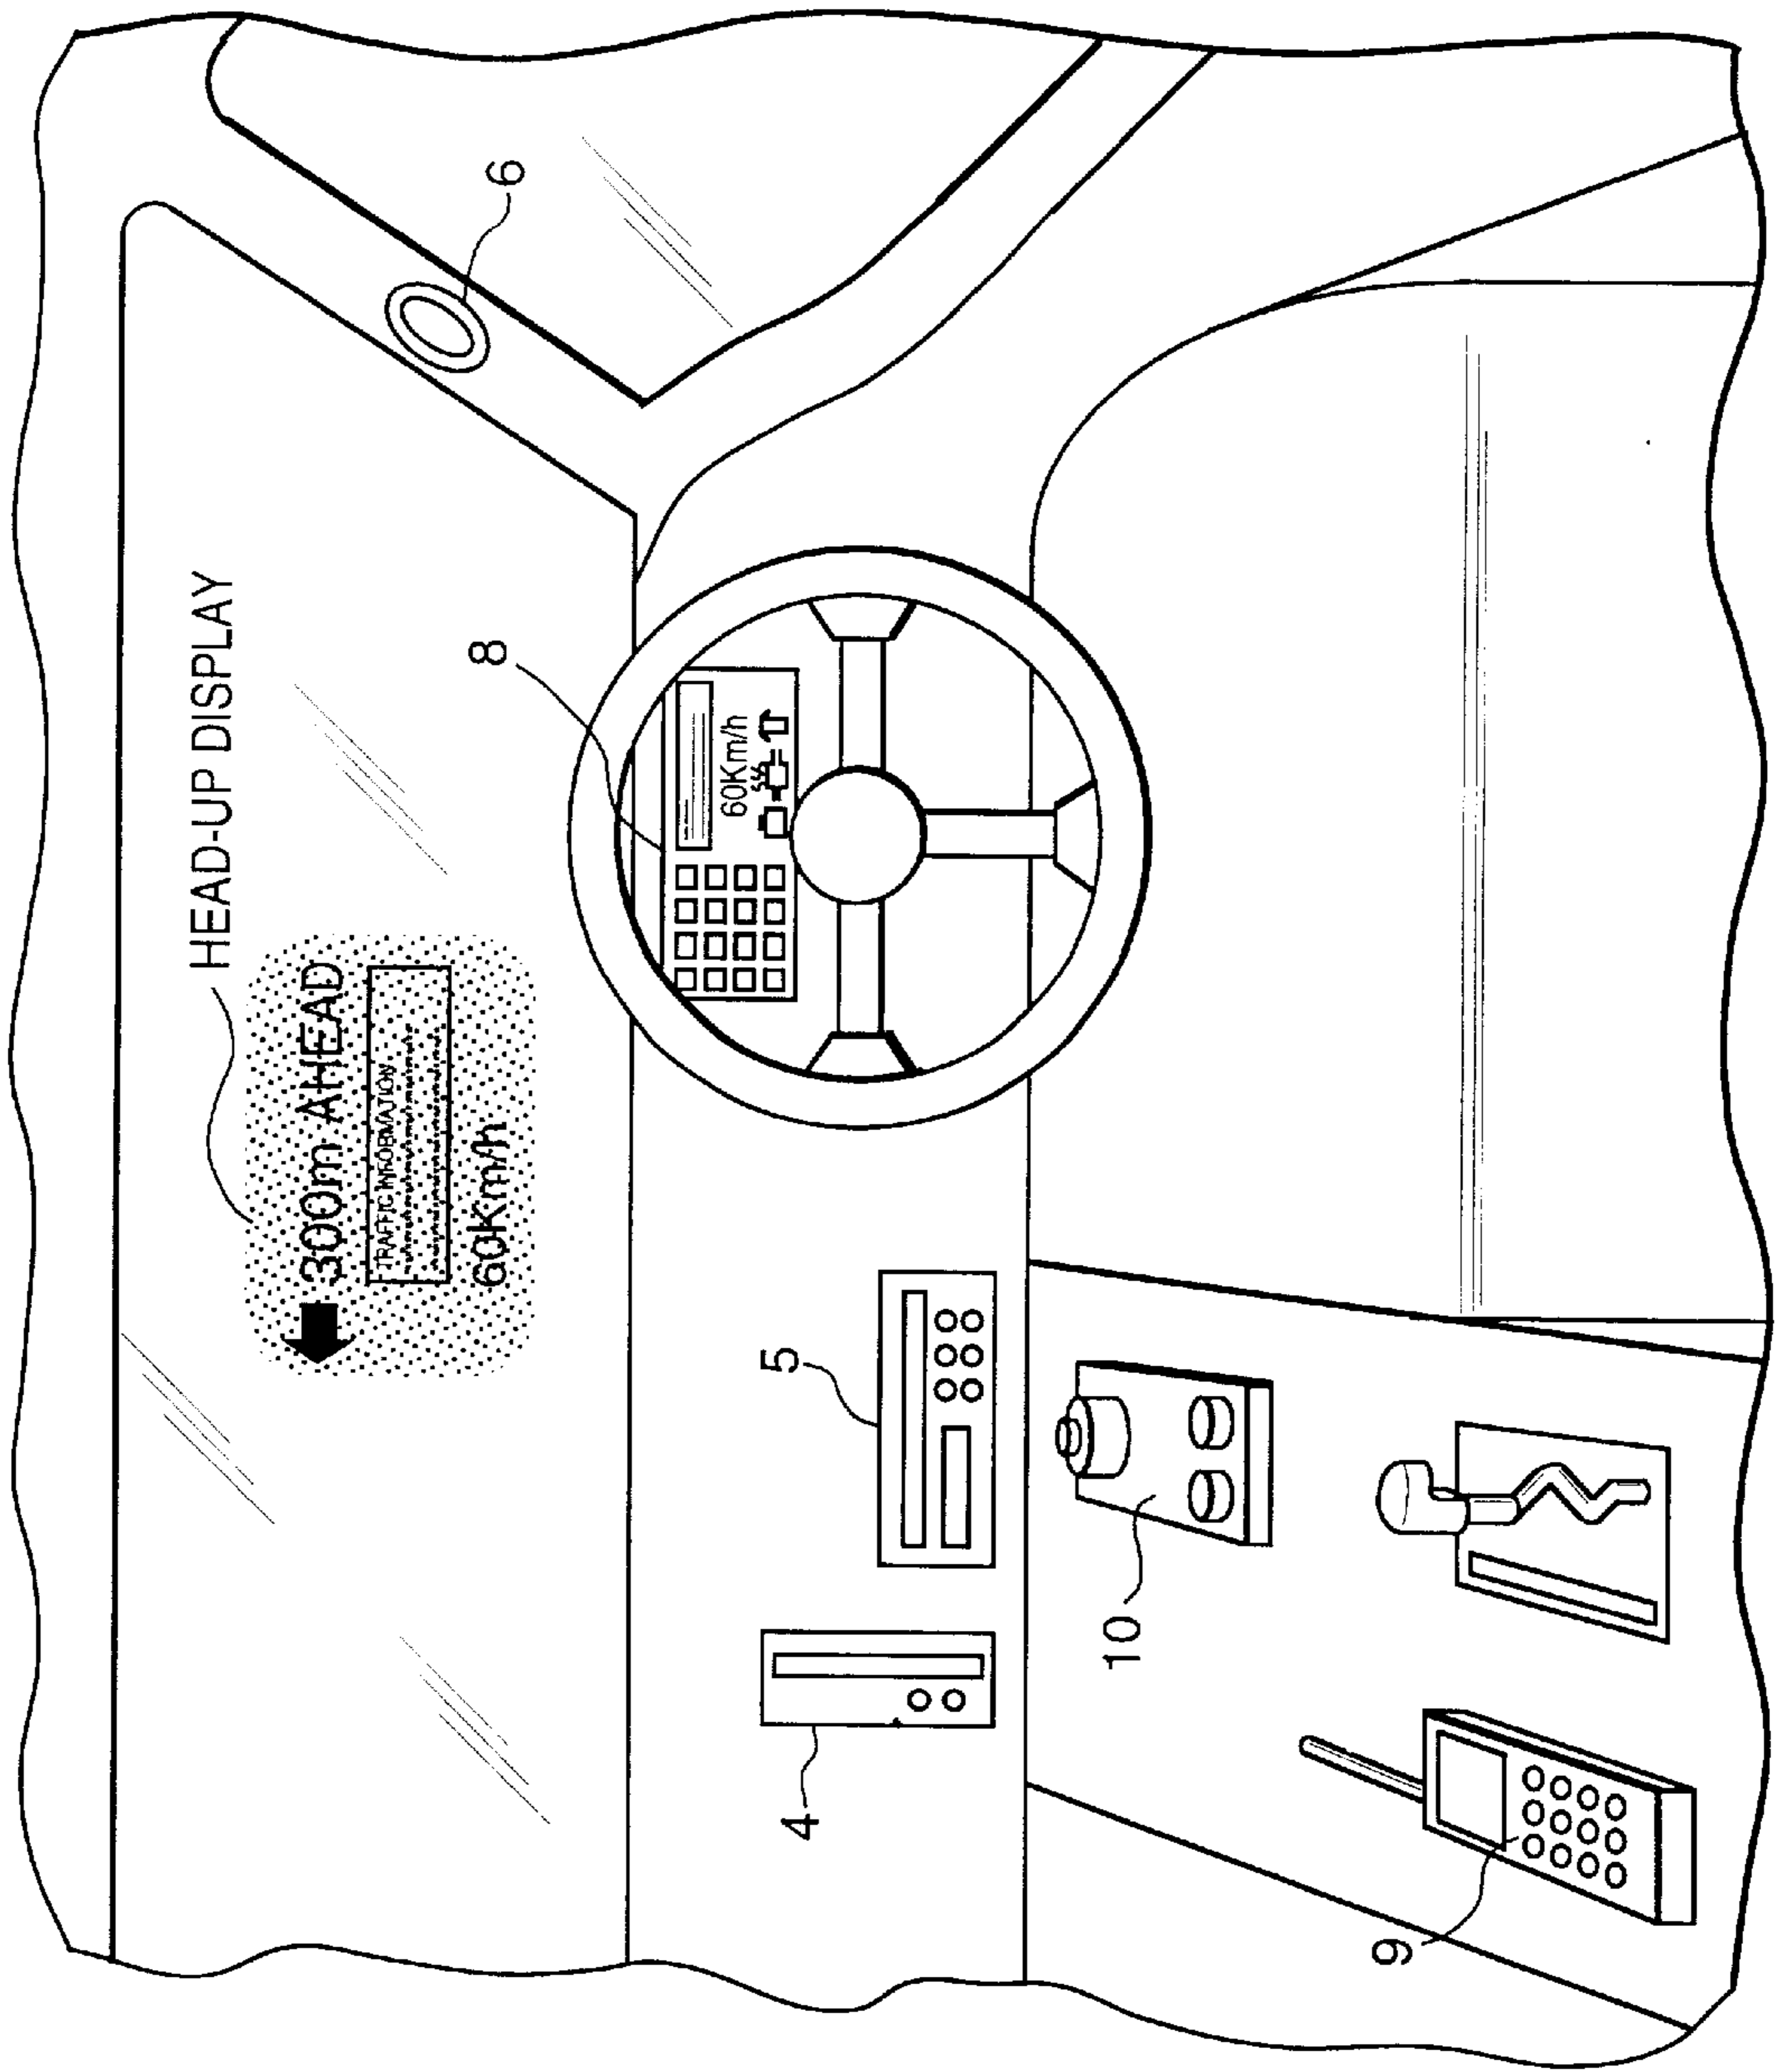 HEAD-UP DISPLAY
300m AHEAD
TRAFFIC INFORMATION
60Km/h
6
8
60Km/h
5
4
10
9